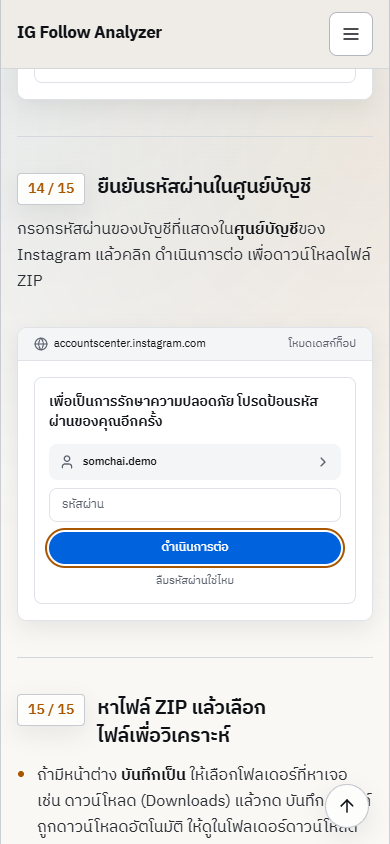 IG Follow Analyzer
14 / 15
ยืนยันรหัสผ่านในศูนย์บัญชี
กรอกรหัสผ่านของบัญชีที่แสดงในศูนย์บัญชีของ
Instagram แล้วคลิก ดำเนินการต่อ เพื่อดาวน์โหลดไฟล์
ZIP
accountscenter.instagram.com
โหมดเดสก์ท็อป
เพื่อเป็นการรักษาความปลอดภัย โปรดป้อนรหัส
ผ่านของคุณอีกครั้ง
somchai.demo
รหัสผ่าน
ดำเนินการต่อ
ลืมรหัสผ่านใช่ไหม
15 / 15
หาไฟล์ ZIP แล้วเลือก
ไฟล์เพื่อวิเคราะห์
ถ้ามีหน้าต่าง บันทึกเป็น ให้เลือกโฟลเดอร์ที่หาเจอ
เช่น ดาวน์โหลด (Downloads) แล้วกด บันทึก
ถูกดาวน์โหลดอัตโนมัติ ให้ดูในโฟลเดอร์ดาวน์โหลด